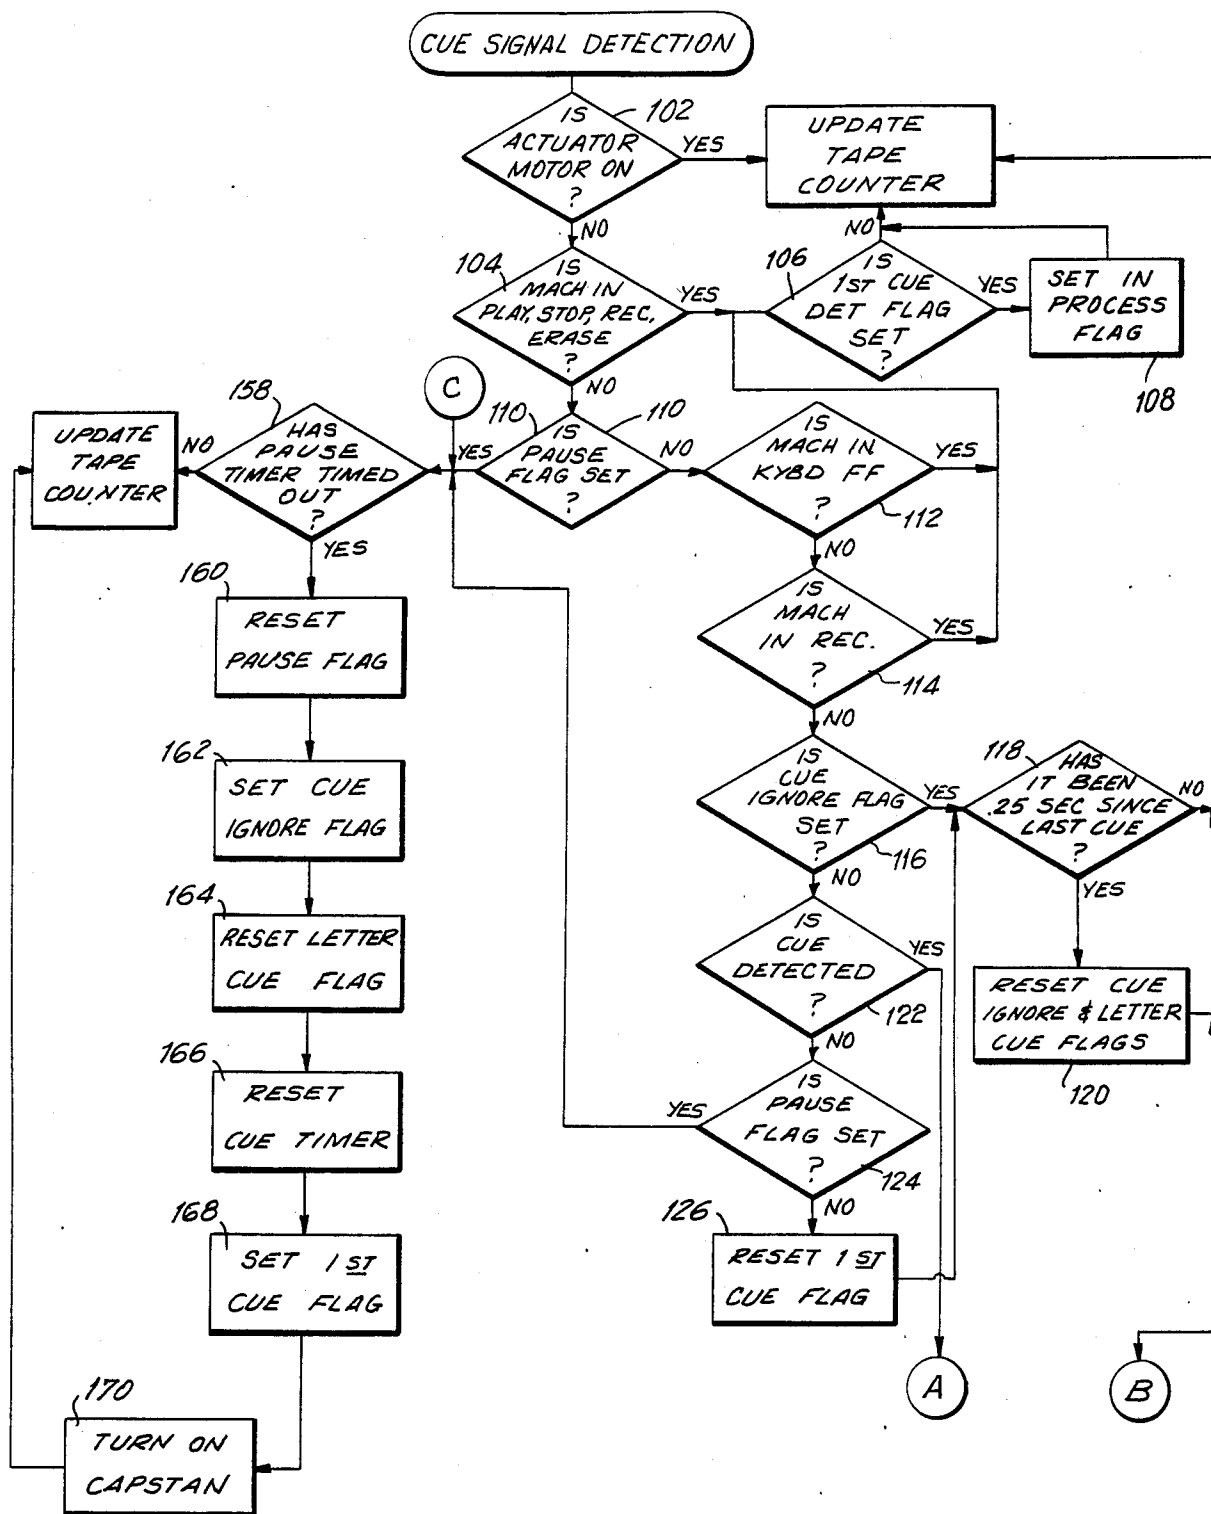 CUE SIGNAL DETECTION
IS
ACTUATOR
MOTOR ON
?
102
YES
NO
UPDATE
TAPE
COUNTER
104
IS
MACH IN
PLAY, STOP, REC,
ERASE
?
YES
NO
106
IS
1ST CUE
DET FLAG
SET
?
NO
YES
SET IN
PROCESS
FLAG
108
C
110
110
IS
PAUSE
FLAG SET
?
YES
NO
158
HAS
PAUSE
TIMER TIMED
OUT
?
NO
YES
UPDATE
TAPE
COUNTER
IS
MACH IN
KYBD FF
?
YES
112
NO
160
RESET
PAUSE FLAG
IS
MACH
IN REC.
?
YES
114
NO
162
SET CUE
IGNORE FLAG
IS
CUE
IGNORE FLAG
SET
?
YES
116
NO
118
HAS
IT BEEN
.25 SEC SINCE
LAST CUE
?
NO
YES
164
RESET LETTER
CUE FLAG
IS
CUE
DETECTED
?
YES
122
NO
RESET CUE
IGNORE & LETTER
CUE FLAGS
120
166
RESET
CUE TIMER
IS
PAUSE
FLAG SET
?
YES
124
NO
168
SET 1ST
CUE FLAG
126
RESET 1ST
CUE FLAG
170
TURN ON
CAPSTAN
A
B